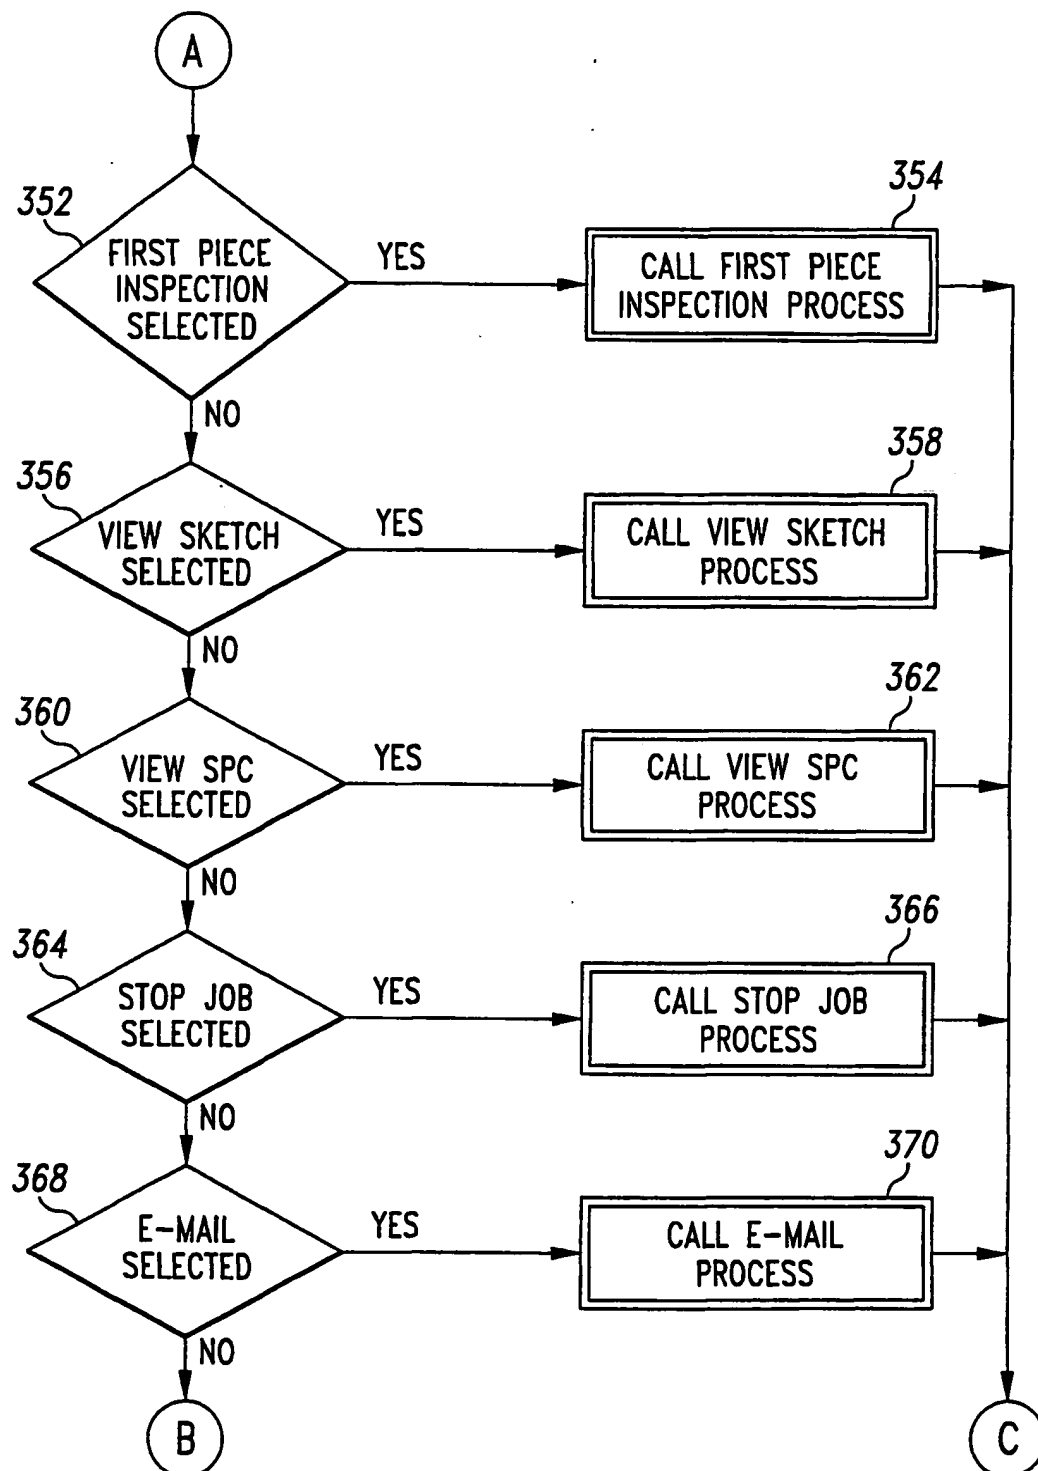 A
352
FIRST PIECE
INSPECTION
SELECTED
YES
354
CALL FIRST PIECE
INSPECTION PROCESS
NO
356
VIEW SKETCH
SELECTED
YES
358
CALL VIEW SKETCH
PROCESS
NO
360
VIEW SPC
SELECTED
YES
362
CALL VIEW SPC
PROCESS
NO
364
STOP JOB
SELECTED
YES
366
CALL STOP JOB
PROCESS
NO
368
E-MAIL
SELECTED
YES
370
CALL E-MAIL
PROCESS
NO
B
C